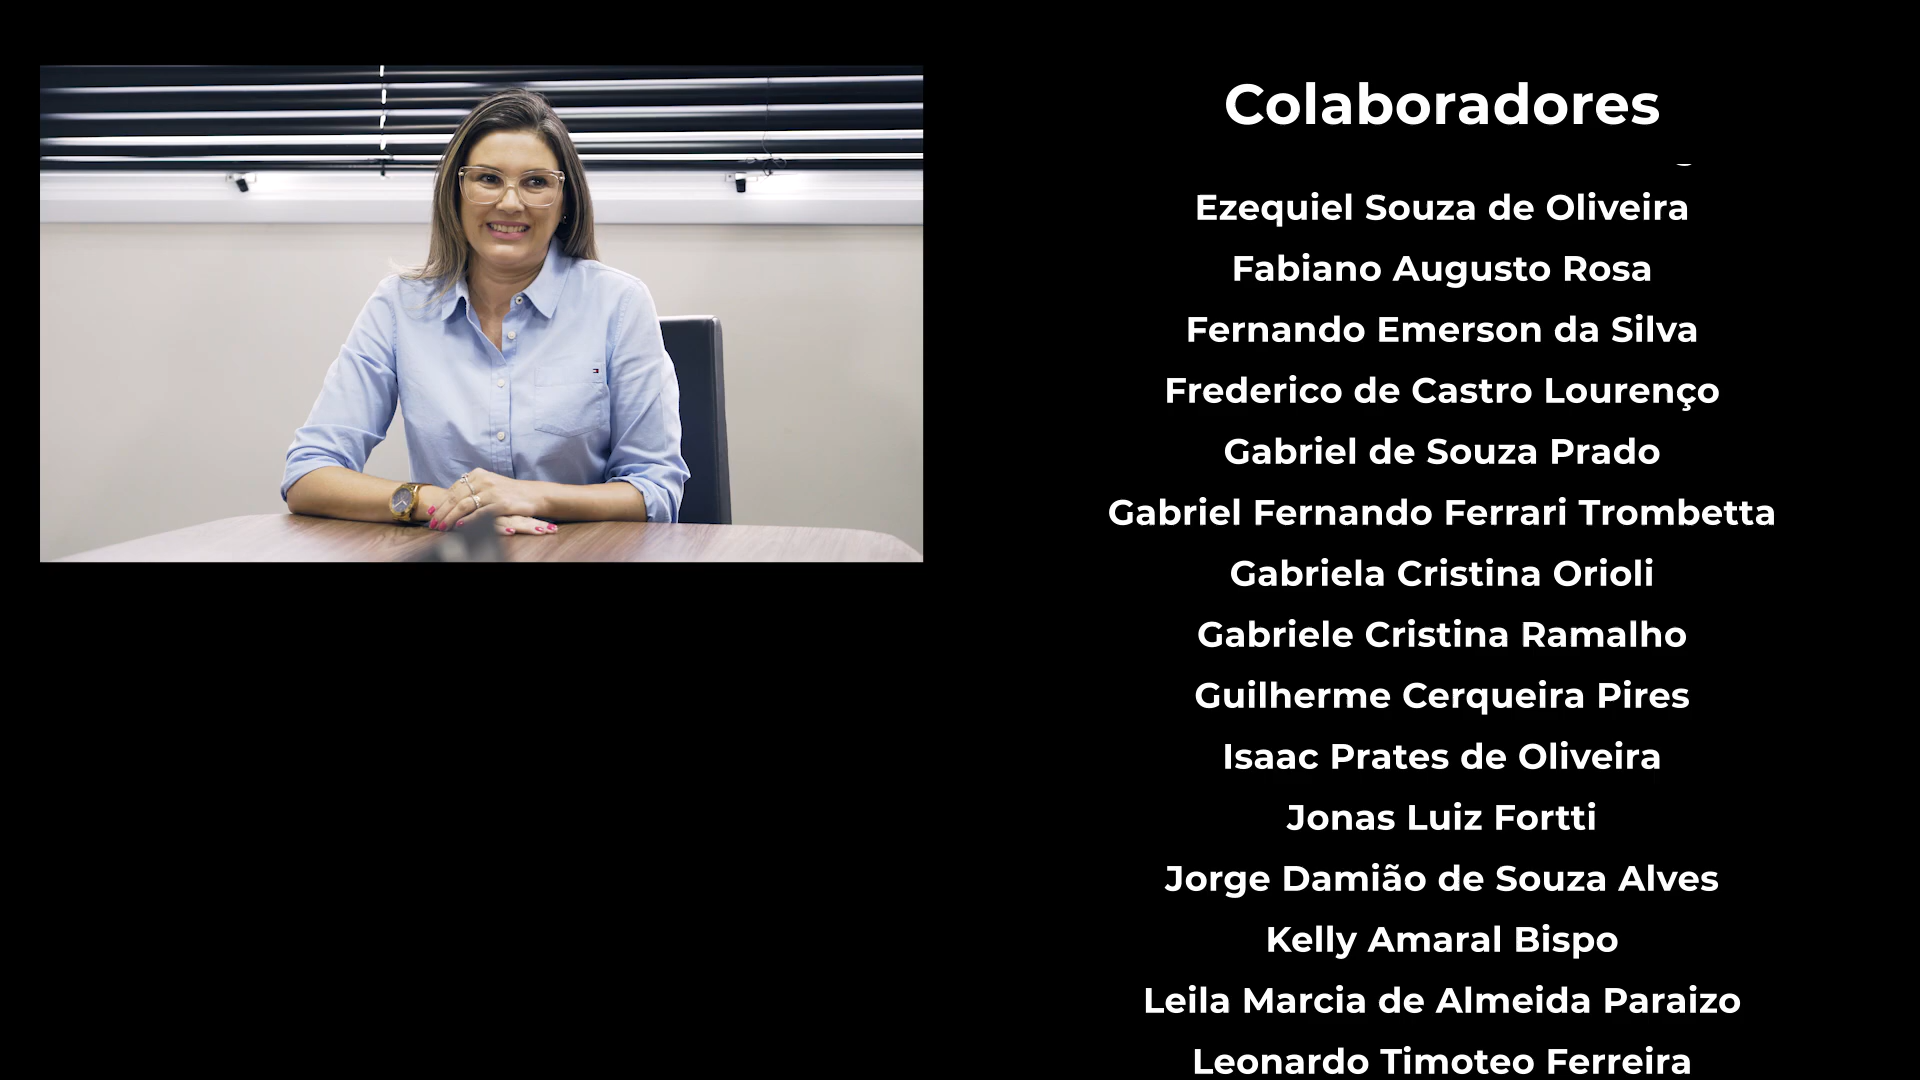 Colaboradores
Ezequiel Souza de Oliveira
Fabiano Augusto Rosa
Fernando Emerson da Silva
Frederico de Castro Lourenço
Gabriel de Souza Prado
Gabriel Fernando Ferrari Trombetta
Gabriela Cristina Orioli
Gabriele Cristina Ramalho
Guilherme Cerqueira Pires
Isaac Prates de Oliveira
Jonas Luiz Fortti
Jorge Damião de Souza Alves
Kelly Amaral Bispo
Leila Marcia de Almeida Paraizo
Leonardo Timoteo Ferreira